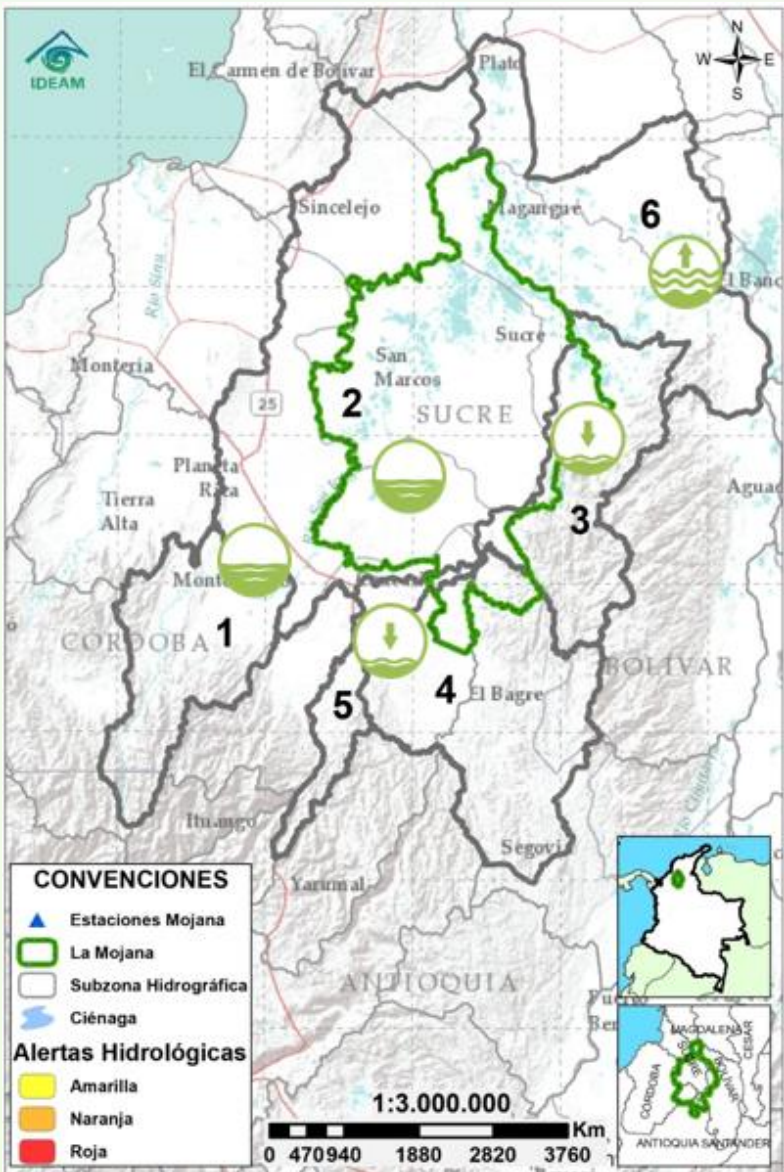 IDEAM
N
W E
S
El Carmen de Bolívar
Plato
Sincelejo
Magangue
6
Río Sinú
Sucre
Montería
San
Marcos
2
25
SUCRE
Planeta
Rica
Tierra
Alta
3
1
CÓRDOBA
BOLÍVAR
4
El Bagre
5
Ituango
Segovia
Yarumal
ANTIOQUIA
CONVENCIONES
Estaciones Mojana
La Mojana
Subzona Hidrográfica
Ciénaga
Alertas Hidrológicas
Amarilla
Naranja
Roja
1:3.000.000
Km
0 470 940 1880 2820 3760
MAGDALENA
CESAR
SUCRE
BOLIVAR
CORDOBA
ANTIOQUIA SANTANDER